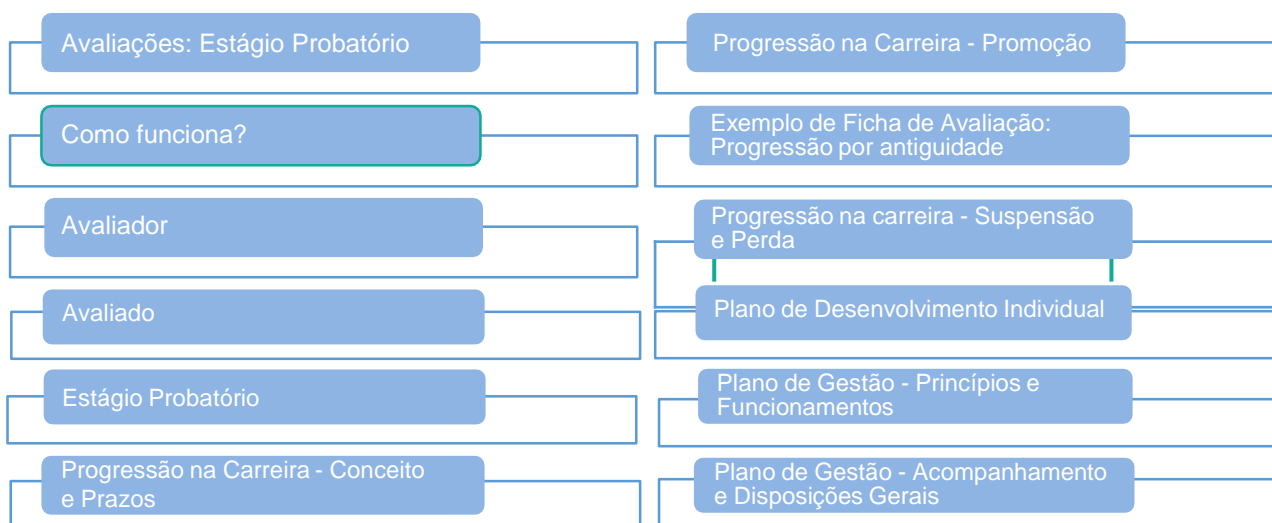 Avaliações: Estágio Probatório
Como funciona?
Avaliador
Avaliado
Estágio Probatório
Progressão na Carreira - Conceito
e Prazos
Progressão na Carreira - Promoção
Exemplo de Ficha de Avaliação:
Progressão por antiguidade
Progressão na carreira - Suspensão
e Perda
Plano de Desenvolvimento Individual
Plano de Gestão - Princípios e
Funcionamentos
Plano de Gestão - Acompanhamento
e Disposições Gerais